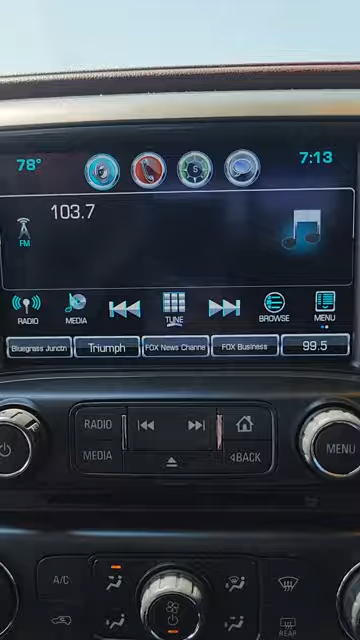 78°
5
7:13
103.7
FM
RADIO
MEDIA
TUNE
BROWSE
MENU
Bluegrass Junctn
Triumph
FOX News Channe
FOX Business
99.5
RADIO
MEDIA
BACK
MENU
A/C
REAR